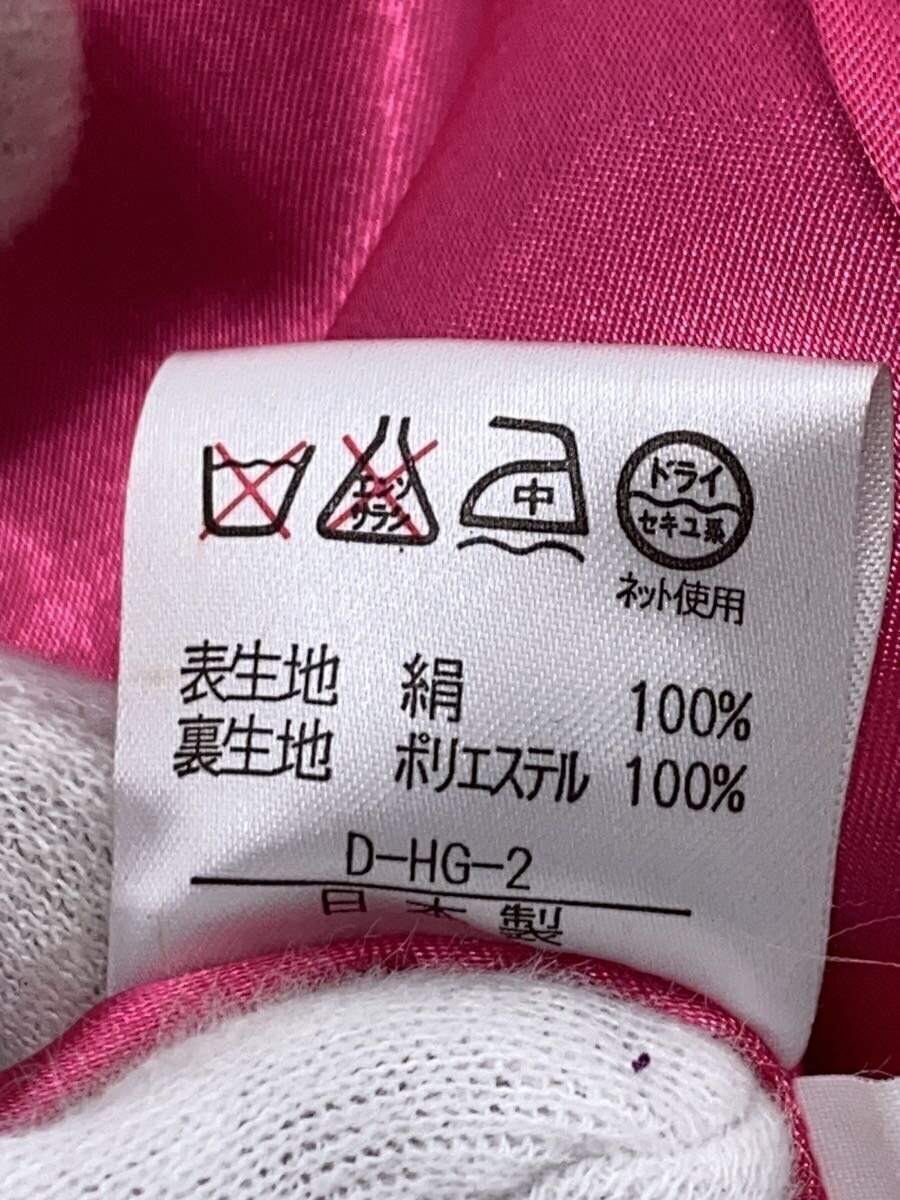 エンソ
サラシ
中
ドライ
セキユ系
ネット使用
表生地 絹 100%
裏生地 ポリエステル 100%
D-HG-2
日本製